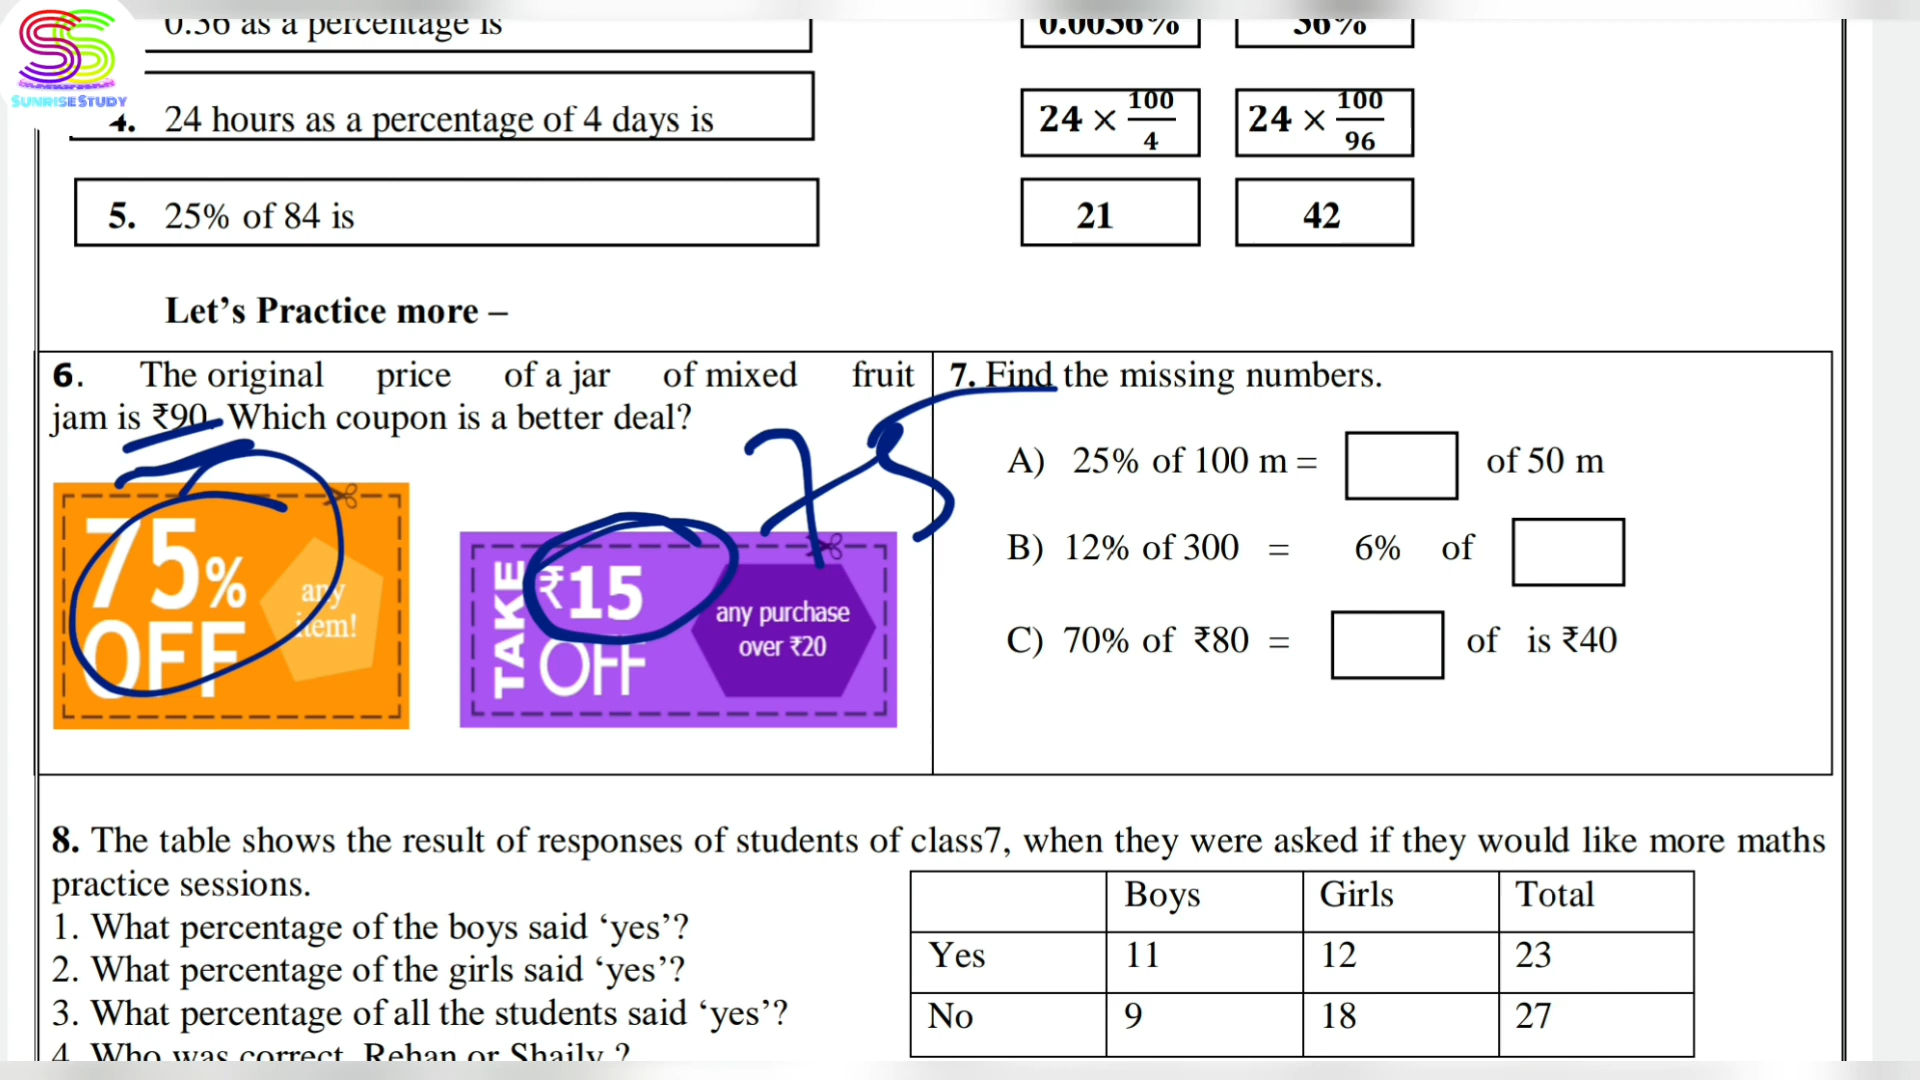 SUNRISE STUDY
0.36 as a percentage is
0.0036%
36%
4. 24 hours as a percentage of 4 days is
24 × 100/4
24 × 100/96
5. 25% of 84 is
21
42
Let’s Practice more –
6. The original price of a jar of mixed fruit
jam is ₹90. Which coupon is a better deal?
75%
OFF
any
item!
TAKE
₹15
OFF
any purchase
over ₹20
75
7. Find the missing numbers.
A) 25% of 100 m = of 50 m
B) 12% of 300 = 6% of
C) 70% of ₹80 = of is ₹40
8. The table shows the result of responses of students of class7, when they were asked if they would like more maths
practice sessions.
1. What percentage of the boys said ‘yes’?
2. What percentage of the girls said ‘yes’?
3. What percentage of all the students said ‘yes’?
4. Who was correct, Rehan or Shaily ?
Boys Girls Total
Yes 11 12 23
No 9 18 27